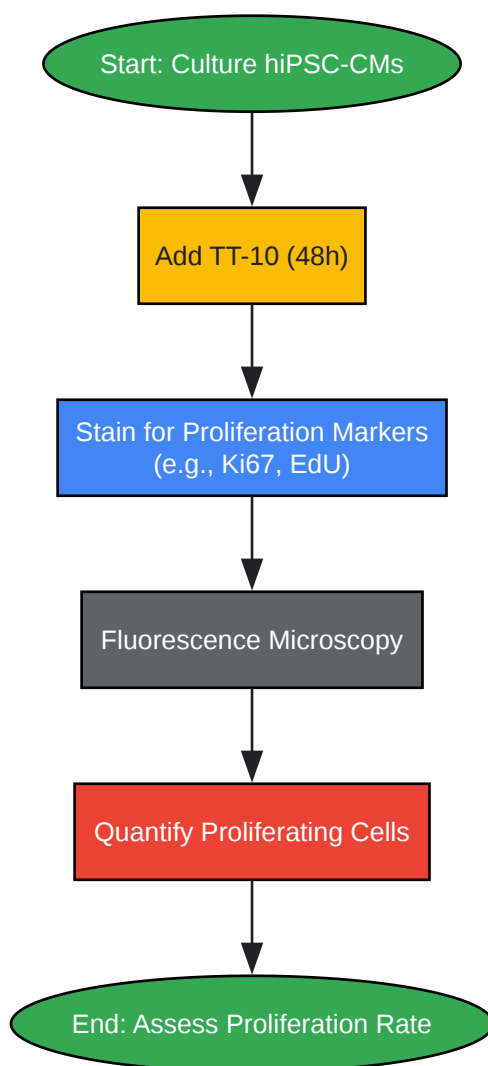 Start: Culture hiPSC-CMs
Add TT-10 (48h)
Stain for Proliferation Markers
(e.g., Ki67, EdU)
Fluorescence Microscopy
Quantify Proliferating Cells
End: Assess Proliferation Rate